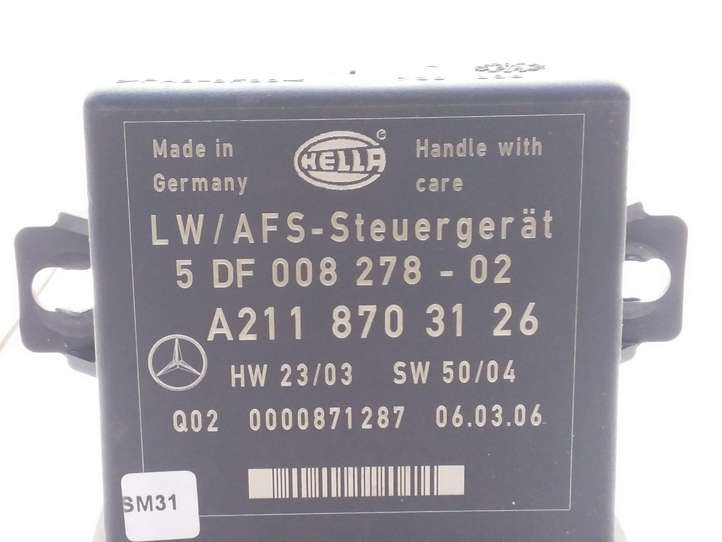 Made in
Germany
HELLA
©
Handle with
care
LW/AFS-Steuergerät
5 DF 008 278 - 02
A211 870 31 26
HW 23/03 SW 50/04
Q02 0000871287 06.03.06
SM31